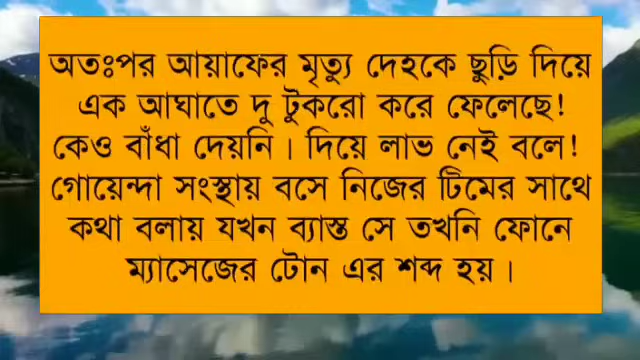 অতঃপর আয়াফের মৃত্যু দেহকে ছুড়ি দিয়ে
এক আঘাতে দু টুকরো করে ফেলেছে!
কেও বাঁধা দেয়নি। দিয়ে লাভ নেই বলে!
গোয়েন্দা সংস্থায় বসে নিজের টিমের সাথে
কথা বলায় যখন ব্যাস্ত সে তখনি ফোনে
ম্যাসেজের টোন এর শব্দ হয়।